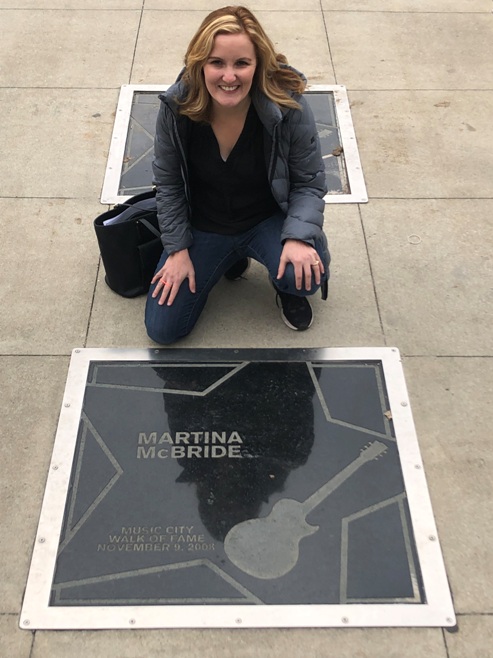 MARTINA
McBRIDE
MUSIC CITY
WALK OF FAME
NOVEMBER 9, 2008